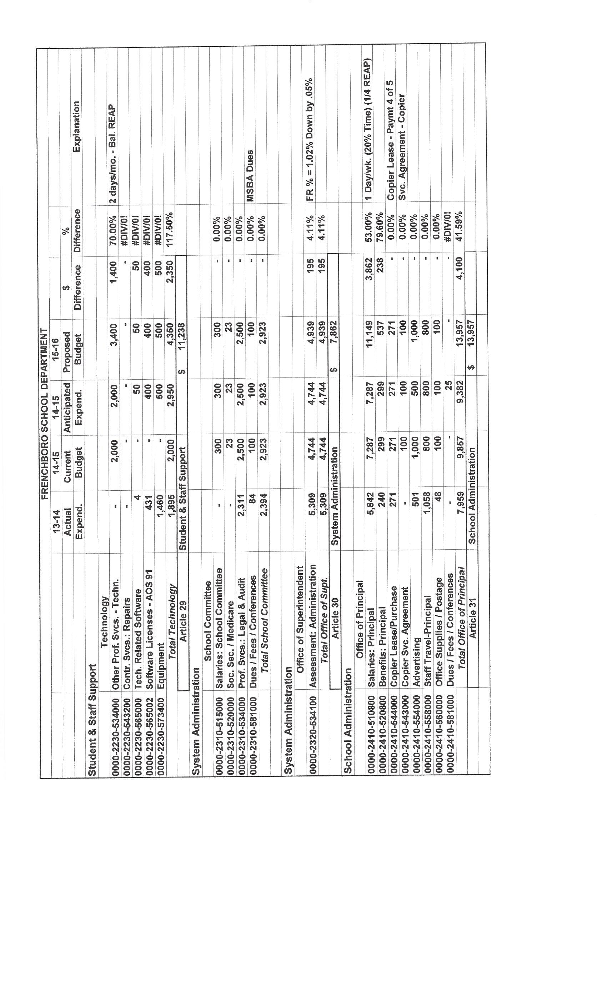 FRENCHBORO SCHOOL DEPARTMENT
13-14 14-15 14-15 15-16
Actual Current Anticipated Proposed $ %
Expend. Budget Expend. Budget Difference Difference Explanation
Student & Staff Support
Technology
0000-2230-534000 Other Prof. Svcs. - Techn. - 2,000 2,000 3,400 1,400 70.00% 2 days/mo. - Bal. REAP
0000-2230-543200 Contr. Svcs.: Repairs - - - - - #DIV/0!
0000-2230-565000 Tech. Related Software 4 - 50 50 50 #DIV/0!
0000-2230-565002 Software Licenses - AOS 91 431 - 400 400 400 #DIV/0!
0000-2230-573400 Equipment 1,460 - 500 500 500 #DIV/0!
Total Technology 1,895 2,000 2,950 4,350 2,350 117.50%
Article 29 Student & Staff Support $ 11,238
System Administration
School Committee
0000-2310-515000 Salaries: School Committee - 300 300 300 - 0.00%
0000-2310-520000 Soc. Sec. / Medicare - 23 23 23 - 0.00%
0000-2310-534000 Prof. Svcs.: Legal & Audit 2,311 2,500 2,500 2,500 - 0.00%
0000-2310-581000 Dues / Fees / Conferences 84 100 100 100 - 0.00% MSBA Dues
Total School Committee 2,394 2,923 2,923 2,923 - 0.00%
System Administration
Office of Superintendent
0000-2320-534100 Assessment: Administration 5,309 4,744 4,744 4,939 195 4.11% FR % = 1.02% Down by .05%
Total Office of Supt. 5,309 4,744 4,744 4,939 195 4.11%
Article 30 System Administration $ 7,862
School Administration
Office of Principal
0000-2410-510800 Salaries: Principal 5,842 7,287 7,287 11,149 3,862 53.00% 1 Day/wk. (20% Time) (1/4 REAP)
0000-2410-520800 Benefits: Principal 240 299 299 537 238 79.60%
0000-2410-544000 Copier Lease/Purchase 271 271 271 271 - 0.00% Copier Lease - Paymt 4 of 5
0000-2410-543000 Copier Svc. Agreement - 100 100 100 - 0.00% Svc. Agreement - Copier
0000-2410-554000 Advertising 501 1,000 500 1,000 - 0.00%
0000-2410-558000 Staff Travel-Principal 1,058 800 800 800 - 0.00%
0000-2410-560000 Office Supplies / Postage 48 100 100 100 - 0.00%
0000-2410-581000 Dues / Fees / Conferences - - 25 - - #DIV/0!
Total Office of Principal 7,959 9,857 9,382 13,957 4,100 41.59%
Article 31 School Administration $ 13,957